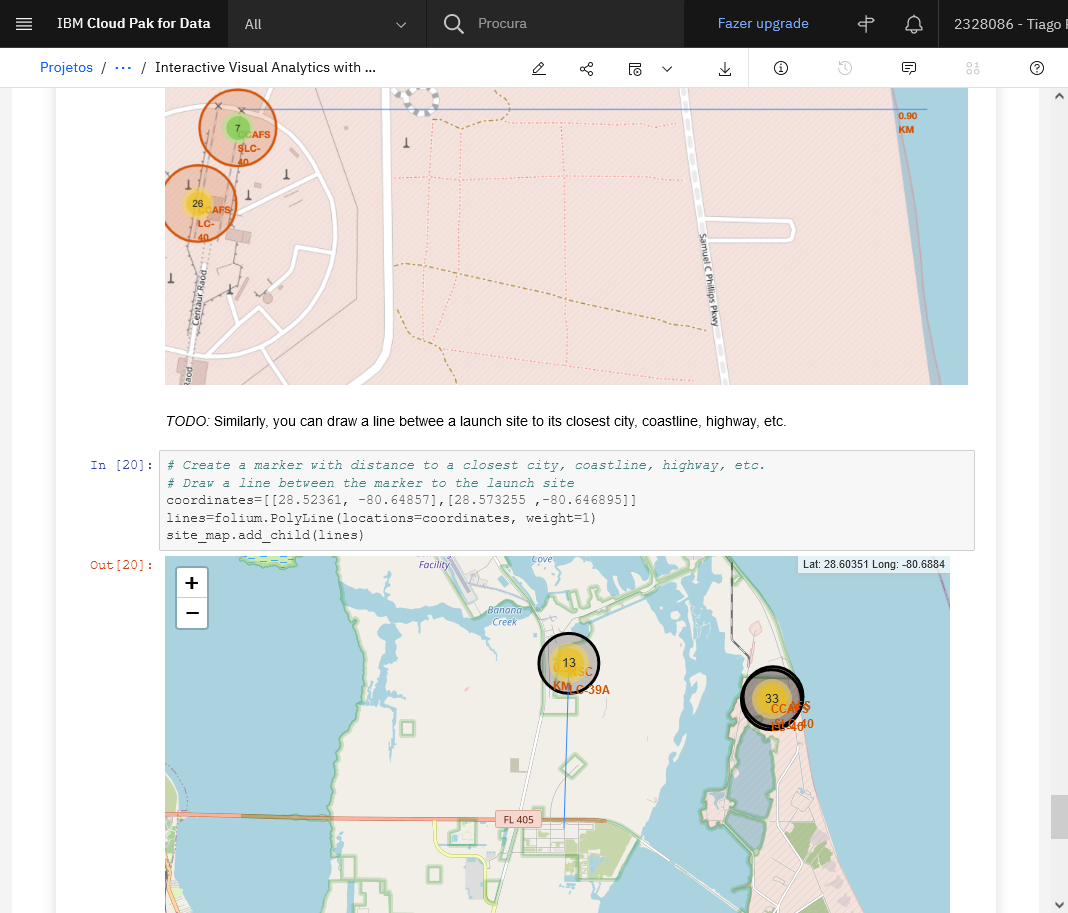 IBM Cloud Pak for Data
All
Procura
Fazer upgrade
2328086 - Tiago
Projetos / ... / Interactive Visual Analytics with ...
7
CCAFS
SLC-
40
0.90
KM
26
CCAFS
LC-
40
Centaur Raod
Raod
Samuel C Phillips Pkwy
TODO: Similarly, you can draw a line betwee a launch site to its closest city, coastline, highway, etc.
In [20]:
# Create a marker with distance to a closest city, coastline, highway, etc.
# Draw a line between the marker to the launch site
coordinates=[[28.52361, -80.64857],[28.573255 ,-80.646895]]
lines=folium.PolyLine(locations=coordinates, weight=1)
site_map.add_child(lines)
Out[20]:
+
−
Facility
Cove
Lat: 28.60351 Long: -80.6884
Banana
Creek
13
KM
LC-39A
33
CCAFS
40
FL 405